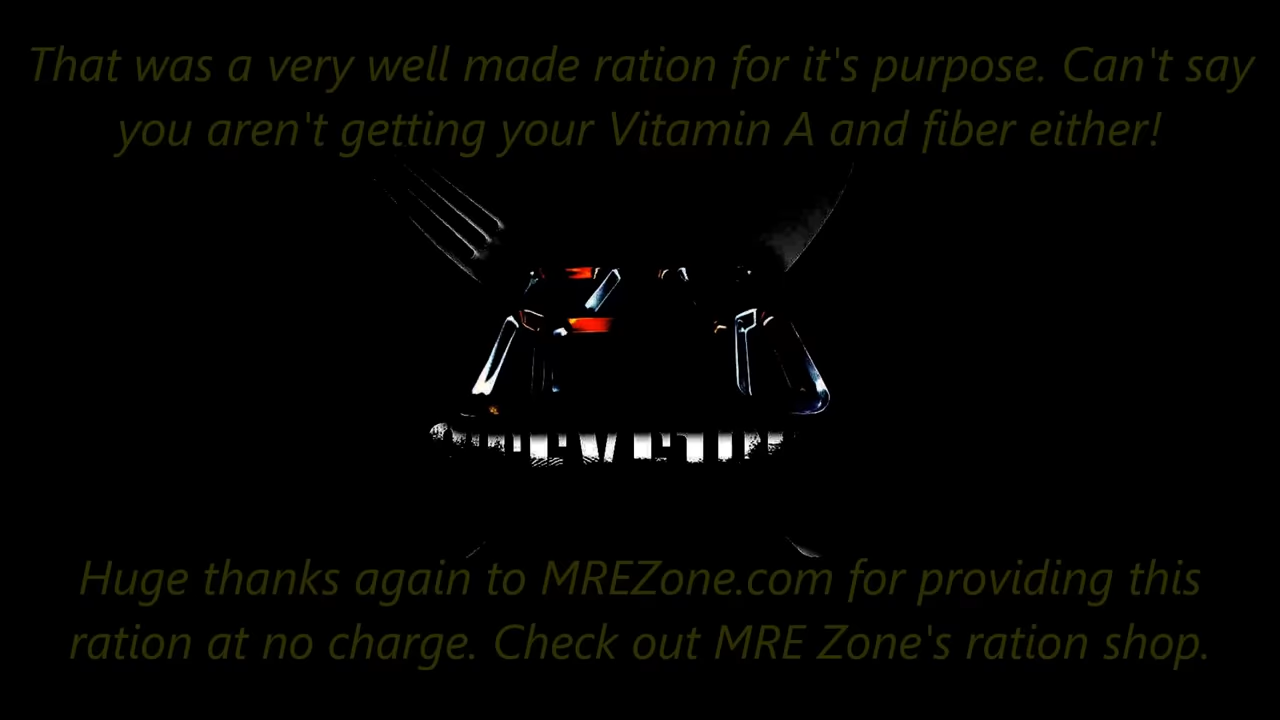 That was a very well made ration for it's purpose. Can't say
you aren't getting your Vitamin A and fiber either!
Huge thanks again to MREZone.com for providing this
ration at no charge. Check out MRE Zone's ration shop.